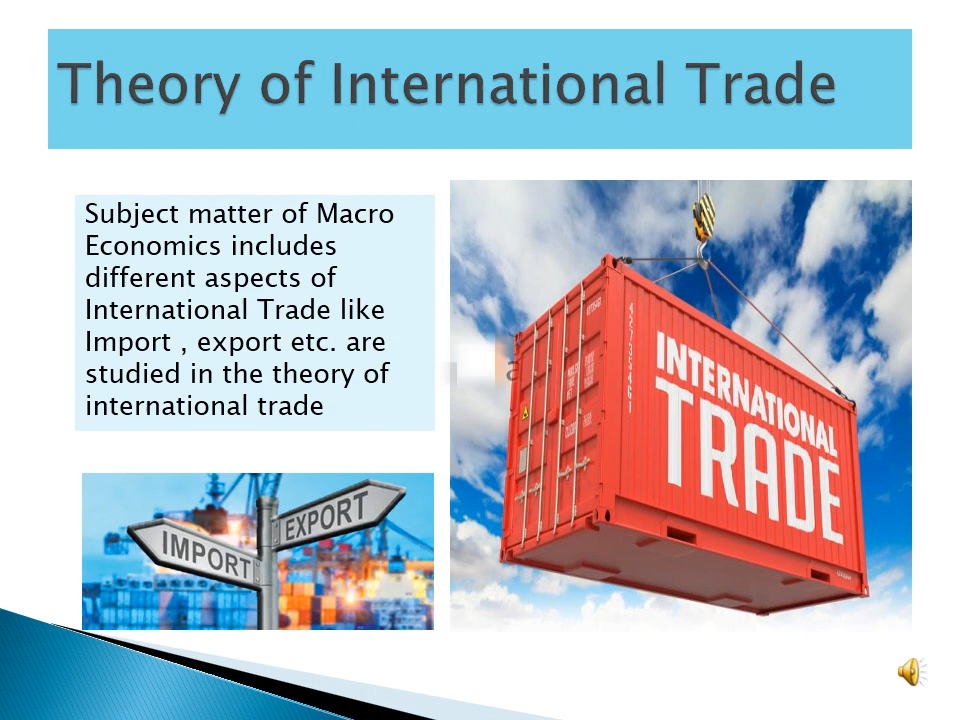 Theory of International Trade
Subject matter of Macro
Economics includes
different aspects of
International Trade like
Import , export etc. are
studied in the theory of
international trade
INTERNATIONAL
TRADE
IMPORT
EXPORT